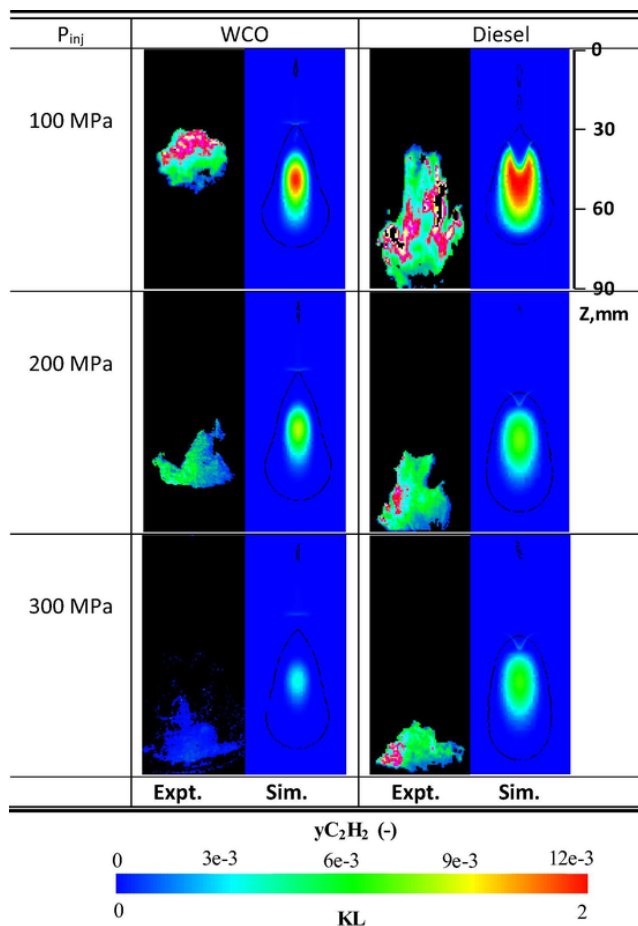 P_inj WCO Diesel
0
100 MPa
30
60
90
Z,mm
200 MPa
300 MPa
Expt. Sim. Expt. Sim.
yC₂H₂ (-)
0 3e-3 6e-3 9e-3 12e-3
0 2
KL